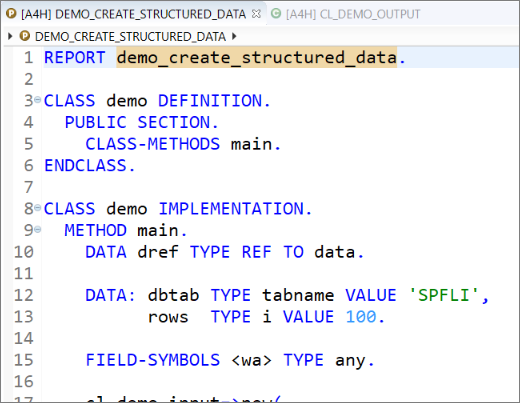 [A4H] DEMO_CREATE_STRUCTURED_DATA [A4H] CL_DEMO_OUTPUT
DEMO_CREATE_STRUCTURED_DATA
1 REPORT demo_create_structured_data.
2
3 CLASS demo DEFINITION.
4 PUBLIC SECTION.
5 CLASS-METHODS main.
6 ENDCLASS.
7
8 CLASS demo IMPLEMENTATION.
9 METHOD main.
10 DATA dref TYPE REF TO data.
11
12 DATA: dbtab TYPE tabname VALUE 'SPFLI',
13 rows TYPE i VALUE 100.
14
15 FIELD-SYMBOLS <wa> TYPE any.
16
17 cl_demo_input=>new(